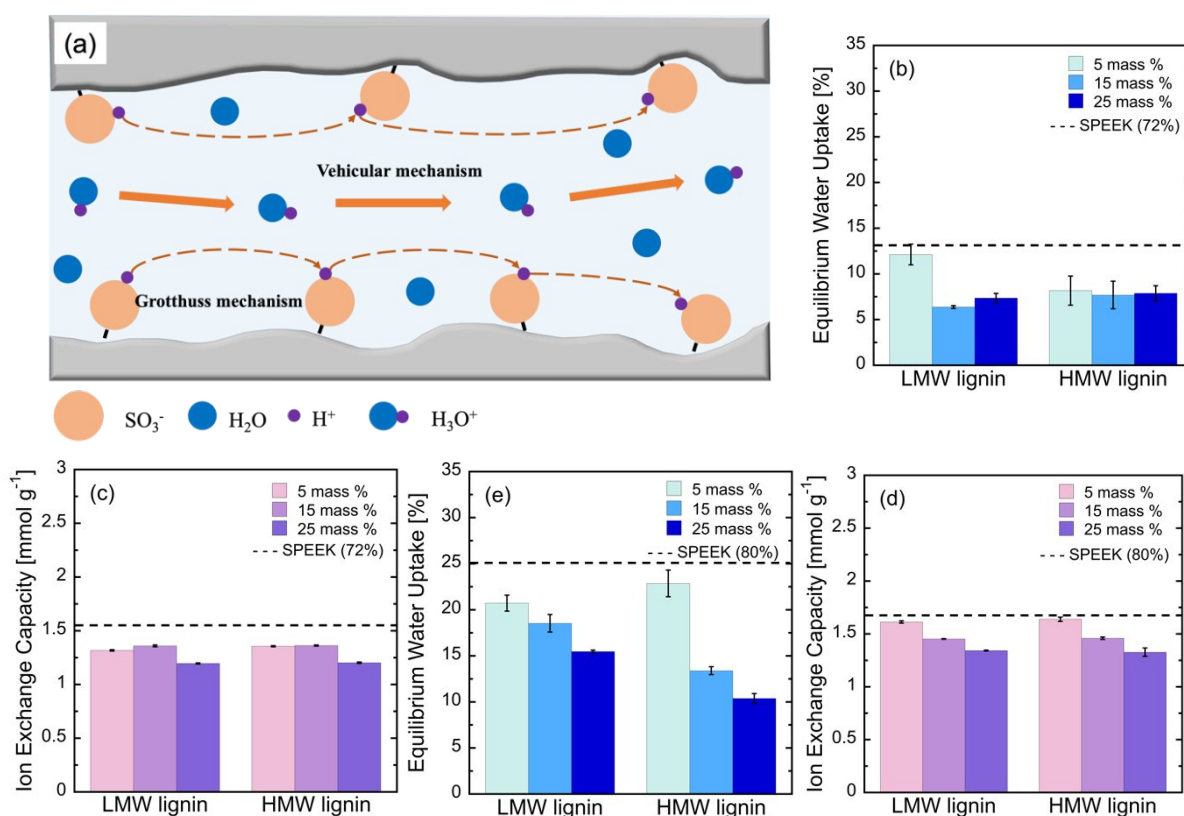 (a)
Vehicular mechanism
Grotthuss mechanism
SO₃⁻
H₂O
H⁺
H₃O⁺
(b)
5 mass %
15 mass %
25 mass %
SPEEK (72%)
Equilibrium Water Uptake [%]
35
30
25
20
15
10
5
0
LMW lignin
HMW lignin
(c)
5 mass %
15 mass %
25 mass %
SPEEK (72%)
Ion Exchange Capacity [mmol g⁻¹]
3
2.5
2
1.5
1
0.5
0
LMW lignin
HMW lignin
(e)
5 mass %
15 mass %
25 mass %
SPEEK (80%)
Equilibrium Water Uptake [%]
35
30
25
20
15
10
5
0
LMW lignin
HMW lignin
(d)
5 mass %
15 mass %
25 mass %
SPEEK (80%)
Ion Exchange Capacity [mmol g⁻¹]
3
2.5
2
1.5
1
0.5
0
LMW lignin
HMW lignin